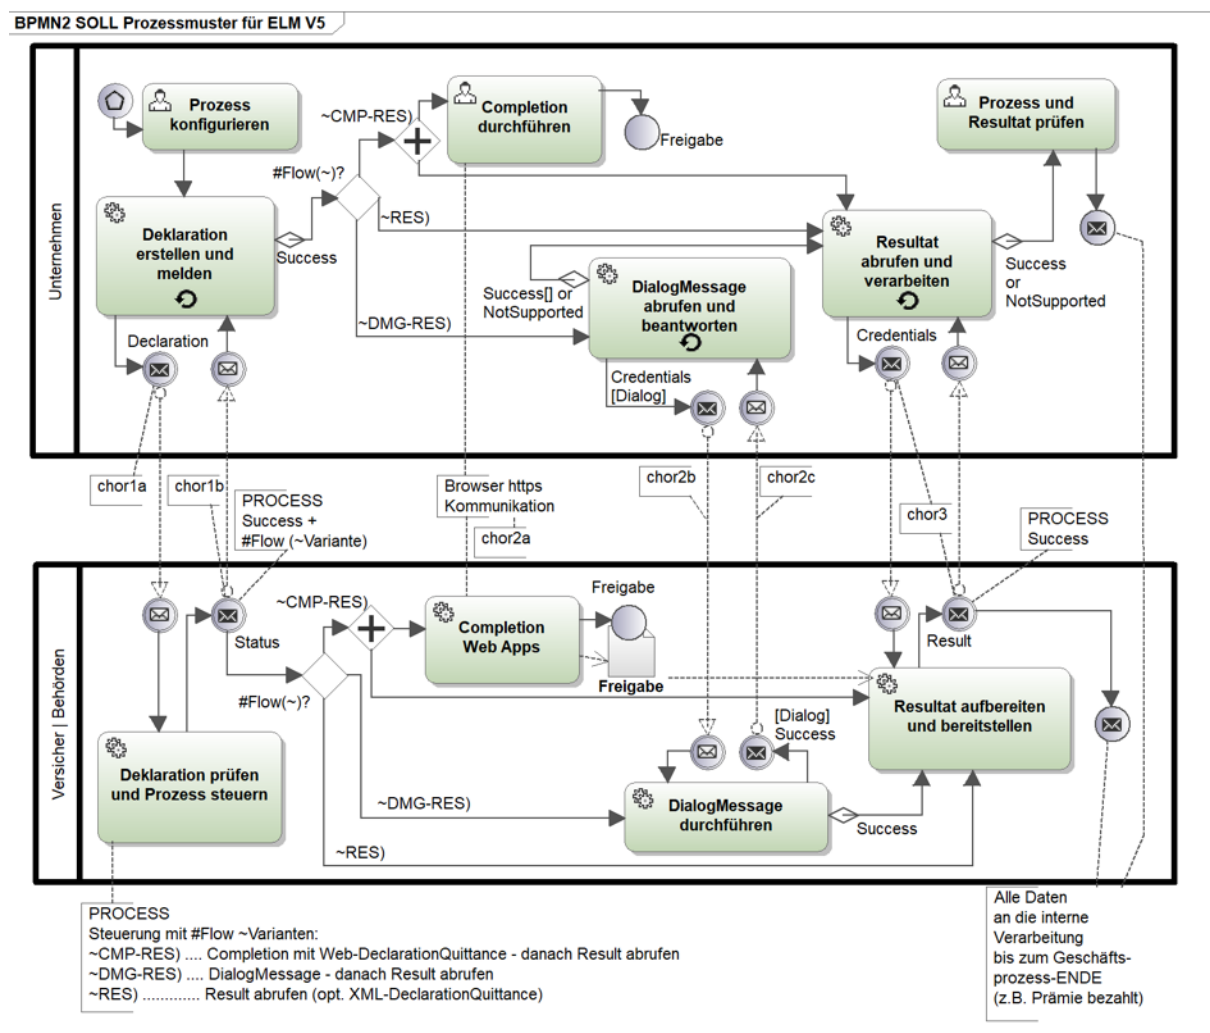 BPMN2 SOLL Prozessmuster für ELM V5
Unternehmen
Prozess
konfigurieren
~CMP-RES)
Completion
durchführen
Freigabe
Prozess und
Resultat prüfen
#Flow(~)?
~RES)
Deklaration
erstellen und
melden
Success
Resultat
abrufen und
verarbeiten
Success
or
NotSupported
Success[] or
NotSupported
DialogMessage
abrufen und
beantworten
~DMG-RES)
Declaration
Credentials
Credentials
[Dialog]
chor1a
chor1b
PROCESS
Success +
#Flow (~Variante)
Browser https
Kommunikation
chor2a
chor2b
chor2c
chor3
PROCESS
Success
Versicher | Behörden
Status
~CMP-RES)
#Flow(~)?
Completion
Web Apps
Freigabe
Freigabe
Result
Resultat aufbereiten
und bereitstellen
[Dialog]
Success
Deklaration prüfen
und Prozess steuern
~DMG-RES)
DialogMessage
durchführen
Success
~RES)
PROCESS
Steuerung mit #Flow ~Varianten:
~CMP-RES) .... Completion mit Web-DeclarationQuittance - danach Result abrufen
~DMG-RES) .... DialogMessage - danach Result abrufen
~RES) ............. Result abrufen (opt. XML-DeclarationQuittance)
Alle Daten
an die interne
Verarbeitung
bis zum Geschäfts-
prozess-ENDE
(z.B. Prämie bezahlt)